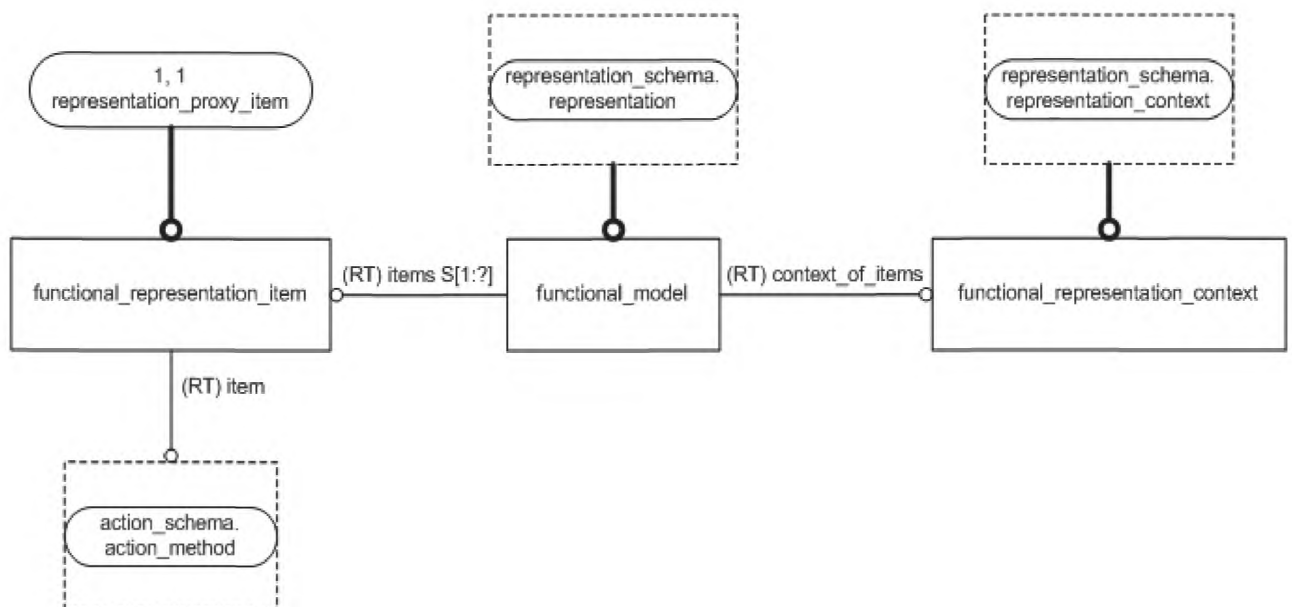 1, 1
representation_proxy_item
representation_schema.
representation
representation_schema.
representation_context
functional_representation_item
(RT) items S[1:?]
functional_model
(RT) context_of_items
functional_representation_context
(RT) item
action_schema.
action_method